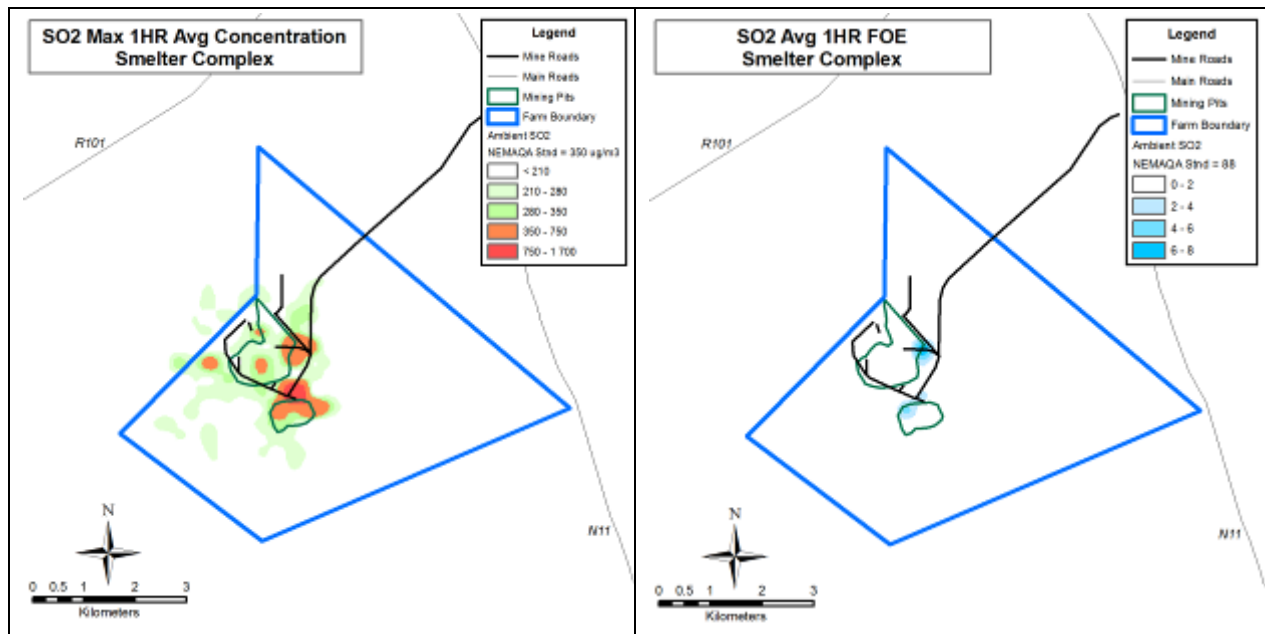 SO2 Max 1HR Avg Concentration
Smelter Complex
Legend
Mine Roads
Main Roads
Mining Pits
Farm Boundary
Ambient SO2
NEMAQA Stnd = 350 ug/m3
< 210
210 - 280
280 - 350
350 - 750
750 - 1 700
R101
N11
N
0 0.5 1 2 3
Kilometers
SO2 Avg 1HR FOE
Smelter Complex
Legend
Mine Roads
Main Roads
Mining Pits
Farm Boundary
Ambient SO2
NEMAQA Stnd = 88
0 - 2
2 - 4
4 - 6
6 - 8
R101
N11
N
0 0.5 1 2 3
Kilometers